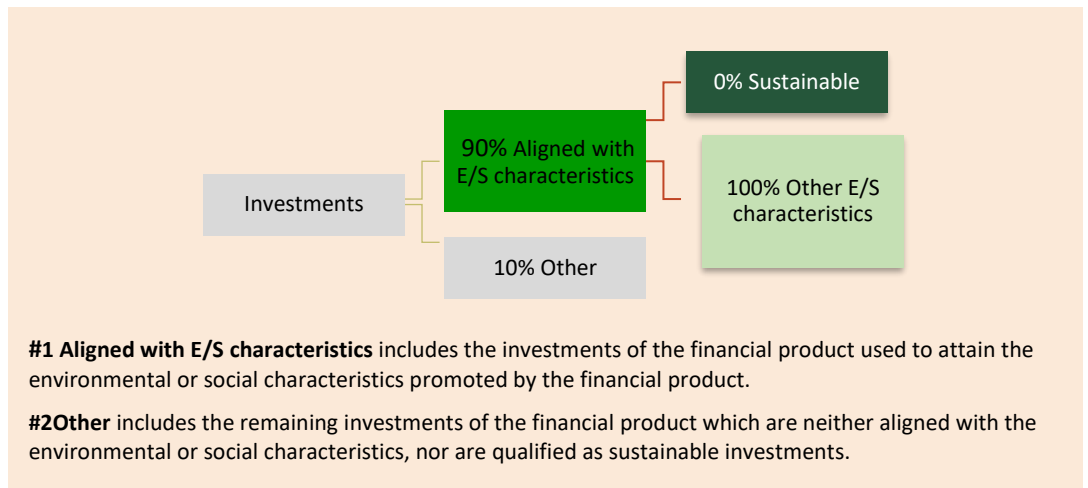 0% Sustainable
90% Aligned with
E/S characteristics
100% Other E/S
characteristics
Investments
10% Other
#1 Aligned with E/S characteristics includes the investments of the financial product used to attain the
environmental or social characteristics promoted by the financial product.
#2Other includes the remaining investments of the financial product which are neither aligned with the
environmental or social characteristics, nor are qualified as sustainable investments.